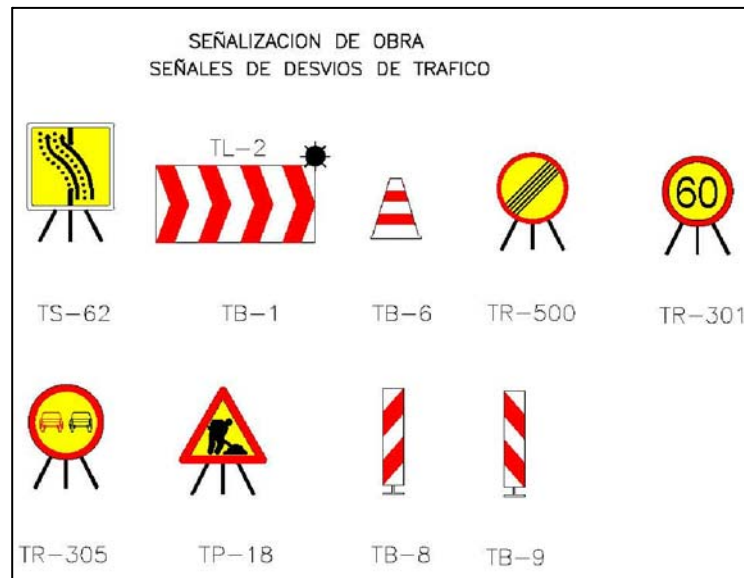 SEÑALIZACION DE OBRA
SEÑALES DE DESVIOS DE TRAFICO
TL-2
60
TS-62 TB-1 TB-6 TR-500 TR-301
TR-305 TP-18 TB-8 TB-9